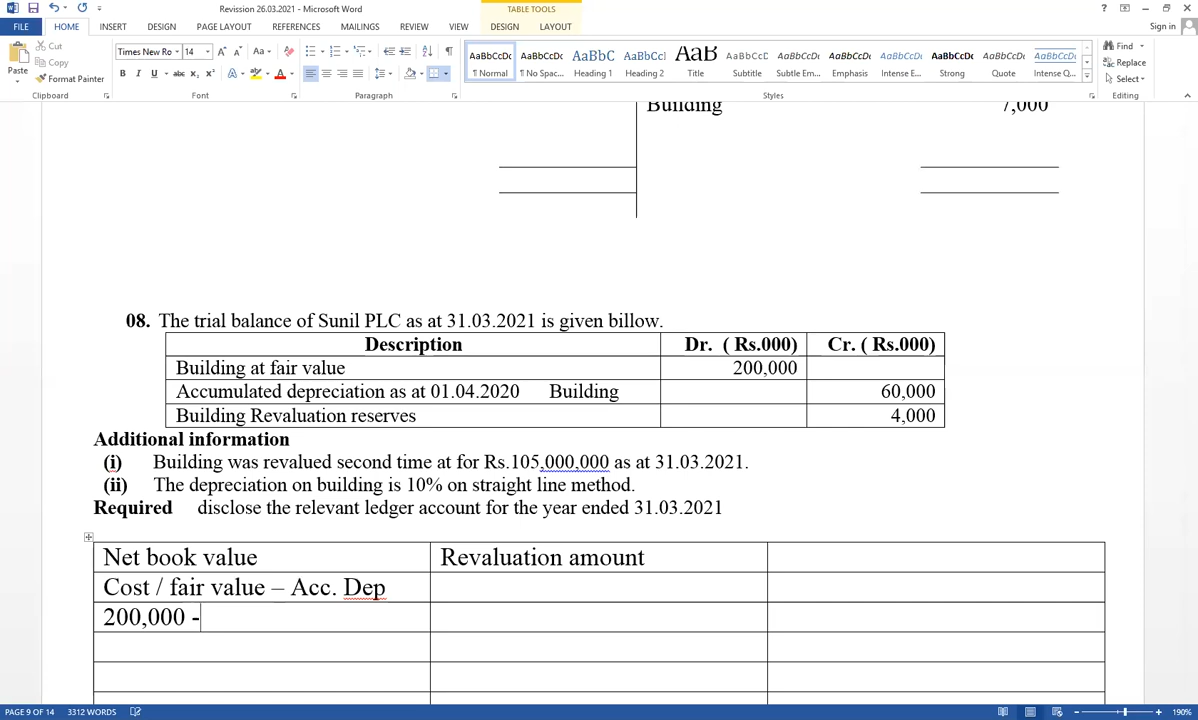 Revission 26.03.2021 - Microsoft Word
TABLE TOOLS
FILE HOME INSERT DESIGN PAGE LAYOUT REFERENCES MAILINGS REVIEW VIEW DESIGN LAYOUT Sign in
Paste Cut
Copy
Format Painter
Clipboard
Times New Ro 14
Font
Paragraph
AaBbCcDc AaBbCcDc AaBbC AaBbCcI AaB AaBbCcD AaBbCcDt AaBbCcDt AaBbCcDt AaBbCcDc AaBbCcDt AaBbCcDt
¶ Normal ¶ No Spac... Heading 1 Heading 2 Title Subtitle Subtle Em... Emphasis Intense E... Strong Quote Intense Q...
Styles
Find
Replace
Select
Editing
Building 7,000
08. The trial balance of Sunil PLC as at 31.03.2021 is given billow.
Description Dr. ( Rs.000) Cr. ( Rs.000)
Building at fair value 200,000
Accumulated depreciation as at 01.04.2020 Building 60,000
Building Revaluation reserves 4,000
Additional information
(i) Building was revalued second time at for Rs.105,000,000 as at 31.03.2021.
(ii) The depreciation on building is 10% on straight line method.
Required disclose the relevant ledger account for the year ended 31.03.2021
Net book value Revaluation amount
Cost / fair value – Acc. Dep
200,000 -
PAGE 9 OF 14 3312 WORDS 190%